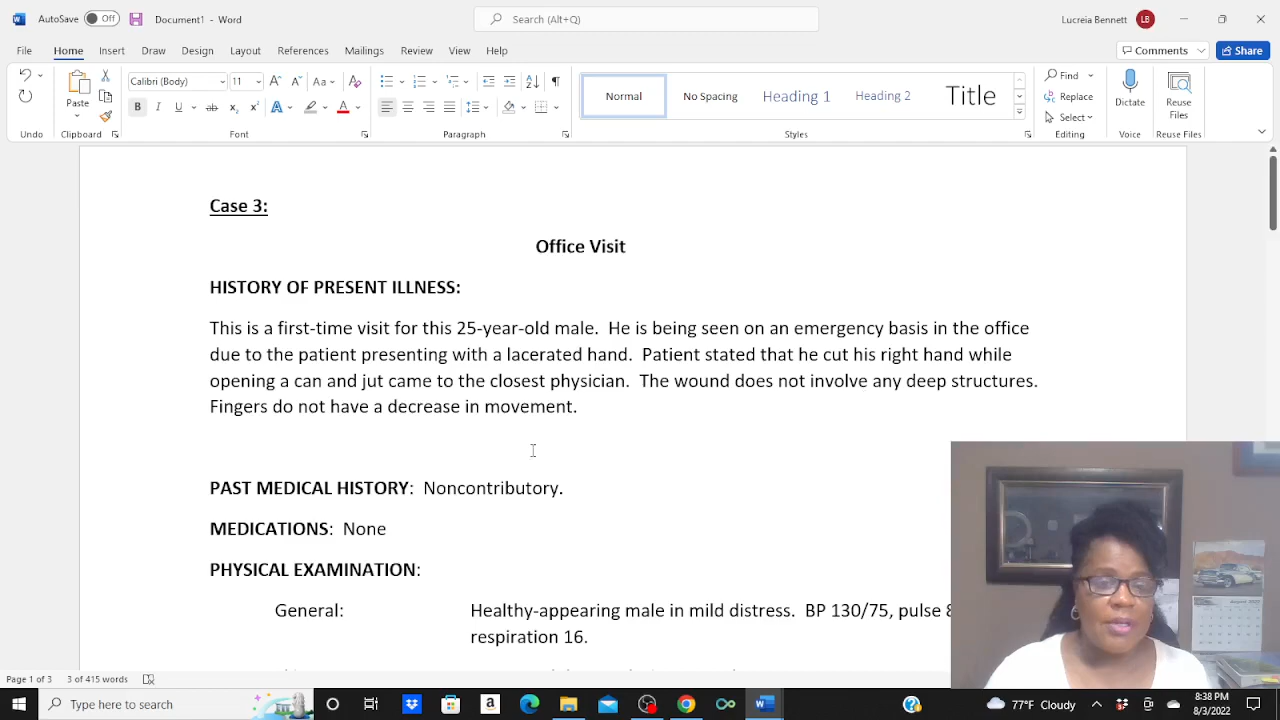 AutoSave Off Document1 - Word Search (Alt+Q) Lucreia Bennett LB
File Home Insert Draw Design Layout References Mailings Review View Help Comments Share
Calibri (Body) 11 Aa Find
Paste B I U ab x x A A Normal No Spacing Heading 1 Heading 2 Title Replace Dictate Reuse Files
Select
Undo Clipboard Font Paragraph Styles Editing Voice Reuse Files
Case 3:
Office Visit
HISTORY OF PRESENT ILLNESS:
This is a first-time visit for this 25-year-old male. He is being seen on an emergency basis in the office
due to the patient presenting with a lacerated hand. Patient stated that he cut his right hand while
opening a can and jut came to the closest physician. The wound does not involve any deep structures.
Fingers do not have a decrease in movement.
PAST MEDICAL HISTORY: Noncontributory.
MEDICATIONS: None
PHYSICAL EXAMINATION:
General: Healthy-appearing male in mild distress. BP 130/75, pulse
respiration 16.
Page 1 of 3 3 of 415 words
Type here to search 77°F Cloudy 8:38 PM
8/3/2022